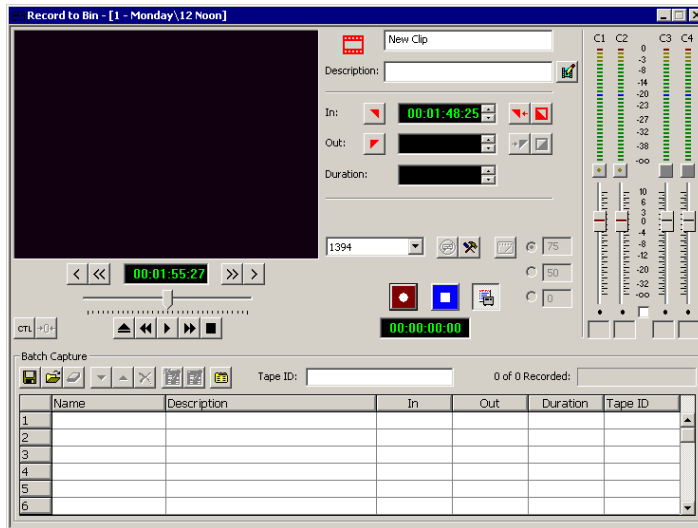 Record to Bin - [1 - Monday\12 Noon]
New Clip
Description:
In:
00:01:48:25
Out:
Duration:
1394
75
50
0
00:01:55:27
CTL
00:00:00:00
C1 C2 C3 C4
0
-3
-8
-14
-20
-23
-27
-32
-38
-oo
10
6
3
0
-4
-8
-12
-20
-32
-oo
Batch Capture
Tape ID:
0 of 0 Recorded:
Name Description In Out Duration Tape ID
1
2
3
4
5
6